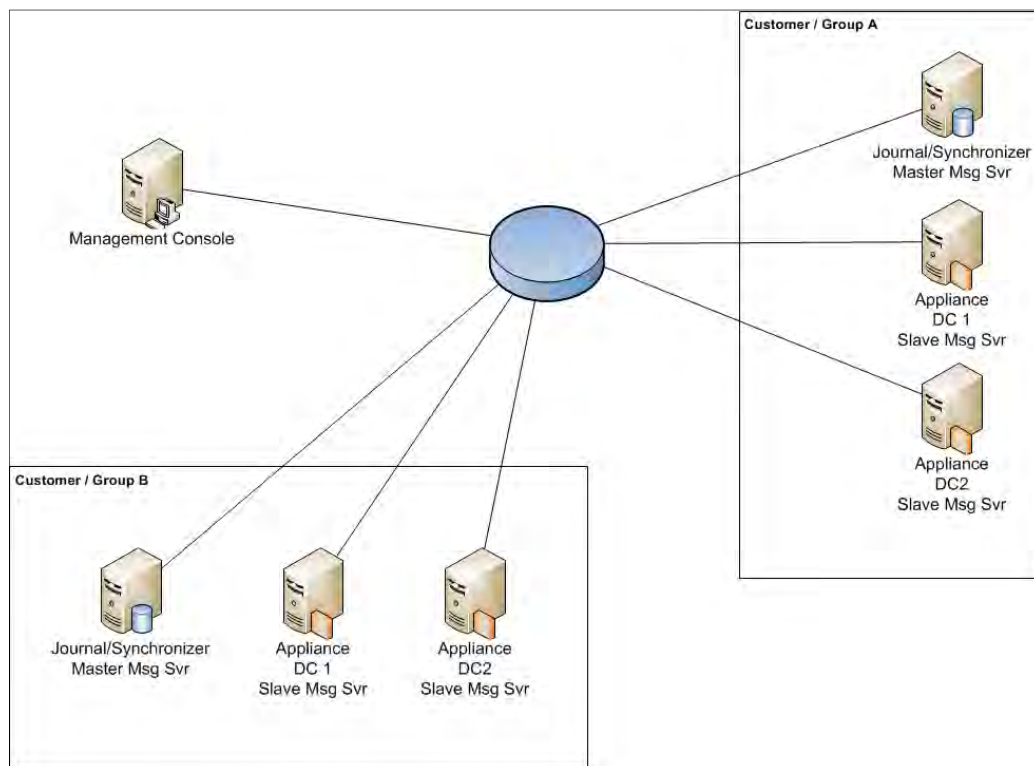 Customer / Group A
Journal/Synchronizer
Master Msg Svr
Management Console
Appliance
DC 1
Slave Msg Svr
Appliance
DC2
Slave Msg Svr
Customer / Group B
Journal/Synchronizer
Master Msg Svr
Appliance
DC 1
Slave Msg Svr
Appliance
DC2
Slave Msg Svr